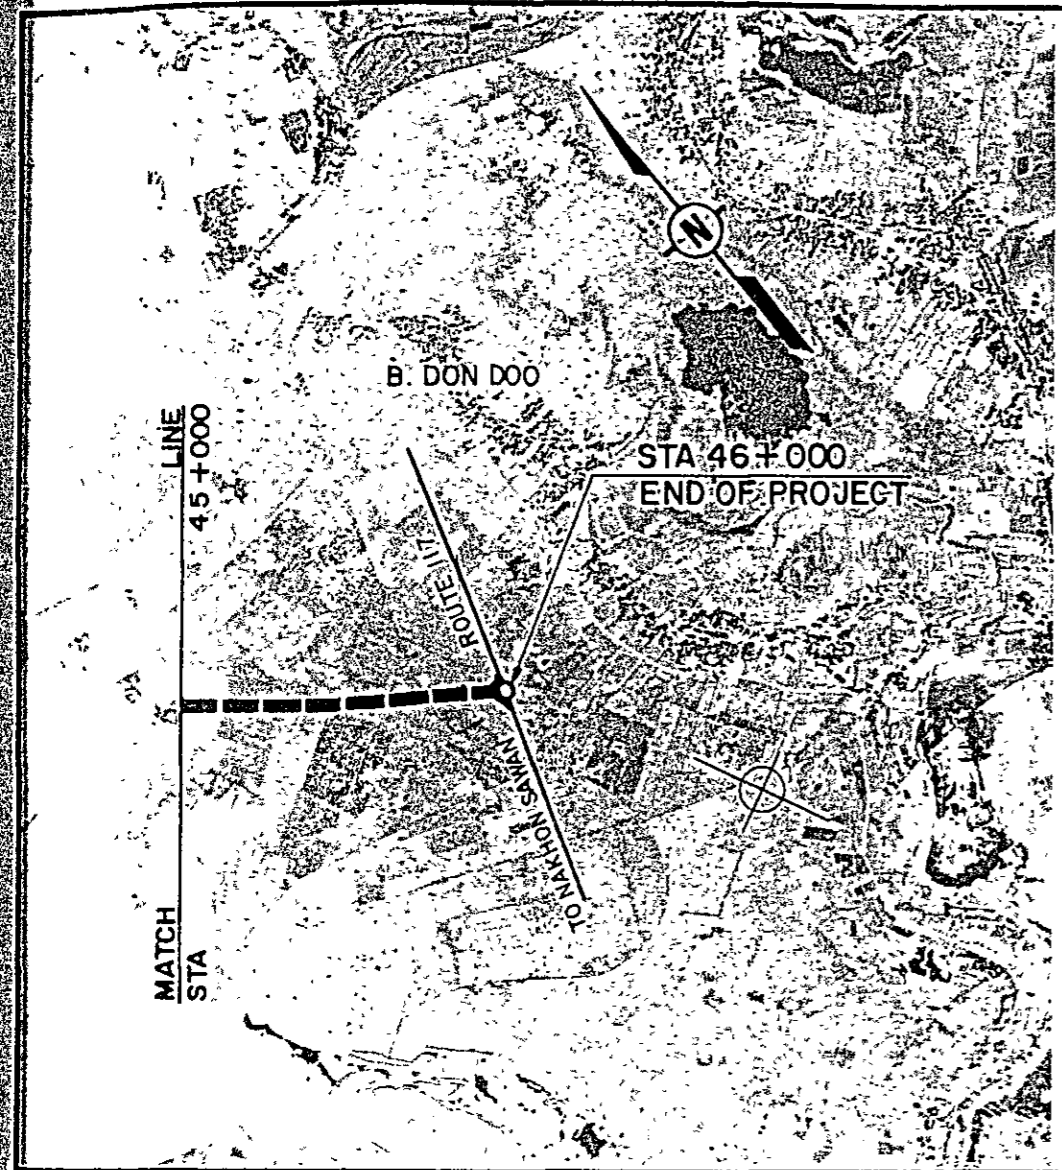 N
B. DON DOO
MATCH LINE
STA 45+000
STA 46+000
END OF PROJECT
ROUTE 117
TO NAKHON SAWAN